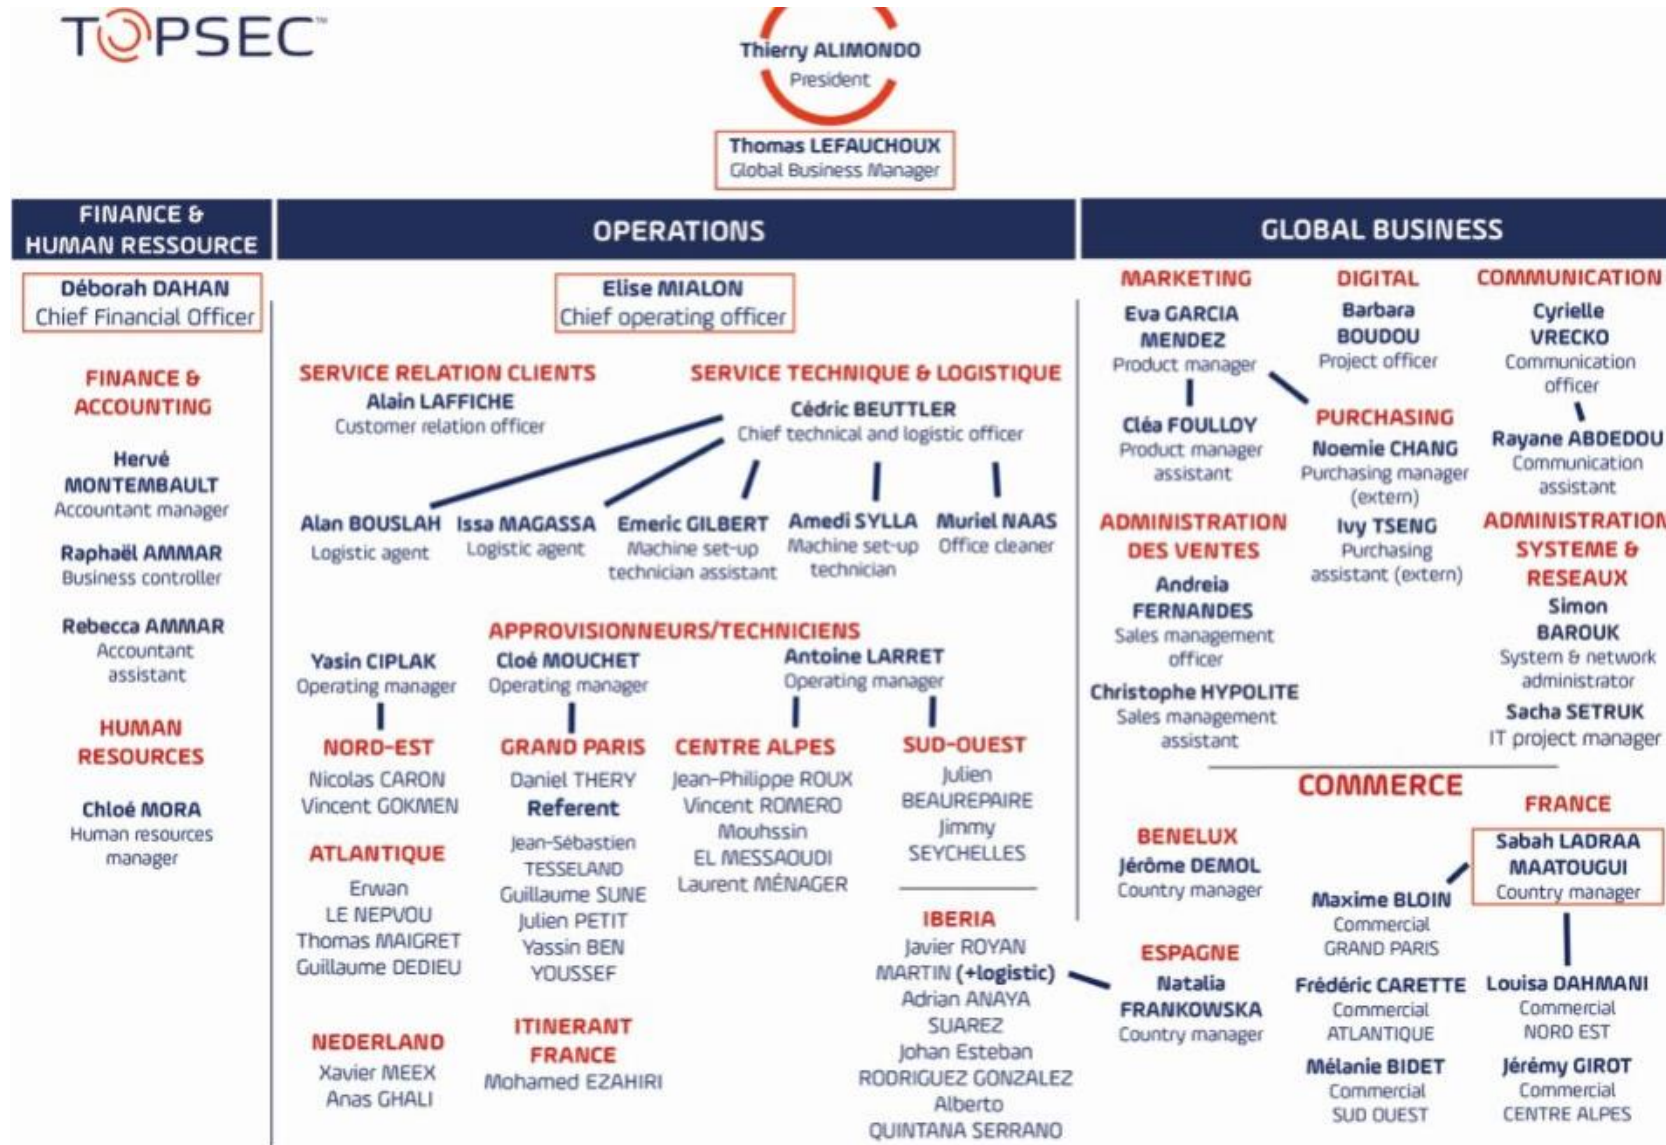 TOPSEC™
Thierry ALIMONDO
President
Thomas LEFAUCHOUX
Global Business Manager
FINANCE &
HUMAN RESSOURCE
Déborah DAHAN
Chief Financial Officer
FINANCE &
ACCOUNTING
Hervé
MONTEMBAULT
Accountant manager
Raphaël AMMAR
Business controller
Rebecca AMMAR
Accountant
assistant
HUMAN
RESOURCES
Chloé MORA
Human resources
manager
OPERATIONS
Elise MIALON
Chief operating officer
SERVICE RELATION CLIENTS
Alain LAFFICHE
Customer relation officer
SERVICE TECHNIQUE & LOGISTIQUE
Cédric BEUTTLER
Chief technical and logistic officer
Alan BOUSLAH
Logistic agent
Issa MAGASSA
Logistic agent
Emeric GILBERT
Machine set-up
technician assistant
Amedi SYLLA
Machine set-up
technician
Muriel NAAS
Office cleaner
APPROVISIONNEURS/TECHNICIENS
Yasin CIPLAK
Operating manager
Cloé MOUCHET
Operating manager
Antoine LARRET
Operating manager
NORD-EST
Nicolas CARON
Vincent GOKMEN
ATLANTIQUE
Erwan
LE NEPVOU
Thomas MAIGRET
Guillaume DEDIEU
NEDERLAND
Xavier MEEX
Anas GHALI
GRAND PARIS
Daniel THERY
Referent
Jean-Sébastien
TESSELAND
Guillaume SUNE
Julien PETIT
Yassin BEN
YOUSSEF
ITINERANT
FRANCE
Mohamed EZAHIRI
CENTRE ALPES
Jean-Philippe ROUX
Vincent ROMERO
Mouhssin
EL MESSAOUDI
Laurent MÉNAGER
SUD-OUEST
Julien
BEAUREPAIRE
Jimmy
SEYCHELLES
IBERIA
Javier ROYAN
MARTIN (+logistic)
Adrian ANAYA
SUAREZ
Johan Esteban
RODRIGUEZ GONZALEZ
Alberto
QUINTANA SERRANO
GLOBAL BUSINESS
MARKETING
Eva GARCIA
MENDEZ
Product manager
Cléa FOULLOY
Product manager
assistant
ADMINISTRATION
DES VENTES
Andreia
FERNANDES
Sales management
officer
Christophe HYPOLITE
Sales management
assistant
DIGITAL
Barbara
BOUDOU
Project officer
PURCHASING
Noemie CHANG
Purchasing manager
(extern)
Ivy TSENG
Purchasing
assistant (extern)
COMMUNICATION
Cyrielle
VRECKO
Communication
officer
Rayane ABDEDOU
Communication
assistant
ADMINISTRATION
SYSTEME &
RESEAUX
Simon
BAROUK
System & network
administrator
Sacha SETRUK
IT project manager
COMMERCE
BENELUX
Jérôme DEMOL
Country manager
ESPAGNE
Natalia
FRANKOWSKA
Country manager
FRANCE
Sabah LADRAA
MAATOUGUI
Country manager
Maxime BLOIN
Commercial
GRAND PARIS
Frédéric CARETTE
Commercial
ATLANTIQUE
Mélanie BIDET
Commercial
SUD OUEST
Louisa DAHMANI
Commercial
NORD EST
Jérémy GIROT
Commercial
CENTRE ALPES